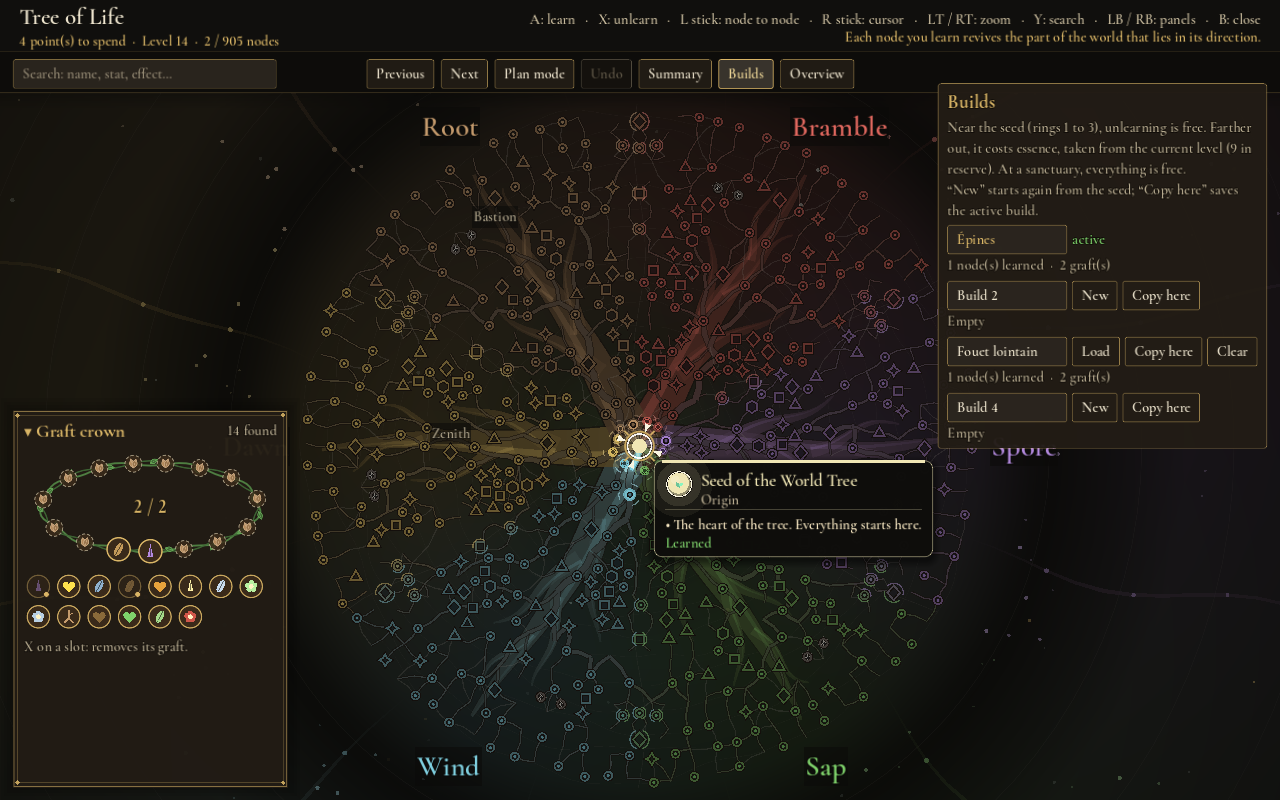 Tree of Life
4 point(s) to spend · Level 14 · 2 / 905 nodes
A: learn · X: unlearn · L stick: node to node · R stick: cursor · LT / RT: zoom · Y: search · LB / RB: panels · B: close
Each node you learn revives the part of the world that lies in its direction.
Search: name, stat, effect...
Previous
Next
Plan mode
Undo
Summary
Builds
Overview
Root
Bramble
Bastion
Zenith
Dawn
Spore
Wind
Sap
Builds
Near the seed (rings 1 to 3), unlearning is free. Farther
out, it costs essence, taken from the current level (9 in
reserve). At a sanctuary, everything is free.
“New” starts again from the seed; “Copy here” saves
the active build.
Épines active
1 node(s) learned · 2 graft(s)
Build 2 New Copy here
Empty
Fouet lointain Load Copy here Clear
1 node(s) learned · 2 graft(s)
Build 4 New Copy here
Empty
▾ Graft crown 14 found
2 / 2
X on a slot: removes its graft.
Seed of the World Tree
Origin
• The heart of the tree. Everything starts here.
Learned